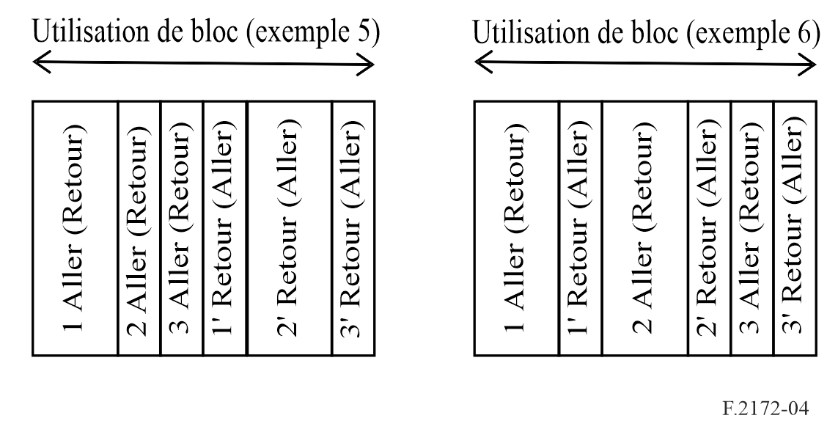 Utilisation de bloc (exemple 5)
1 Aller (Retour)
2 Aller (Retour)
3 Aller (Retour)
1' Retour (Aller)
2' Retour (Aller)
3' Retour (Aller)
Utilisation de bloc (exemple 6)
1 Aller (Retour)
1' Retour (Aller)
2 Aller (Retour)
2' Retour (Aller)
3 Aller (Retour)
3' Retour (Aller)
F.2172-04